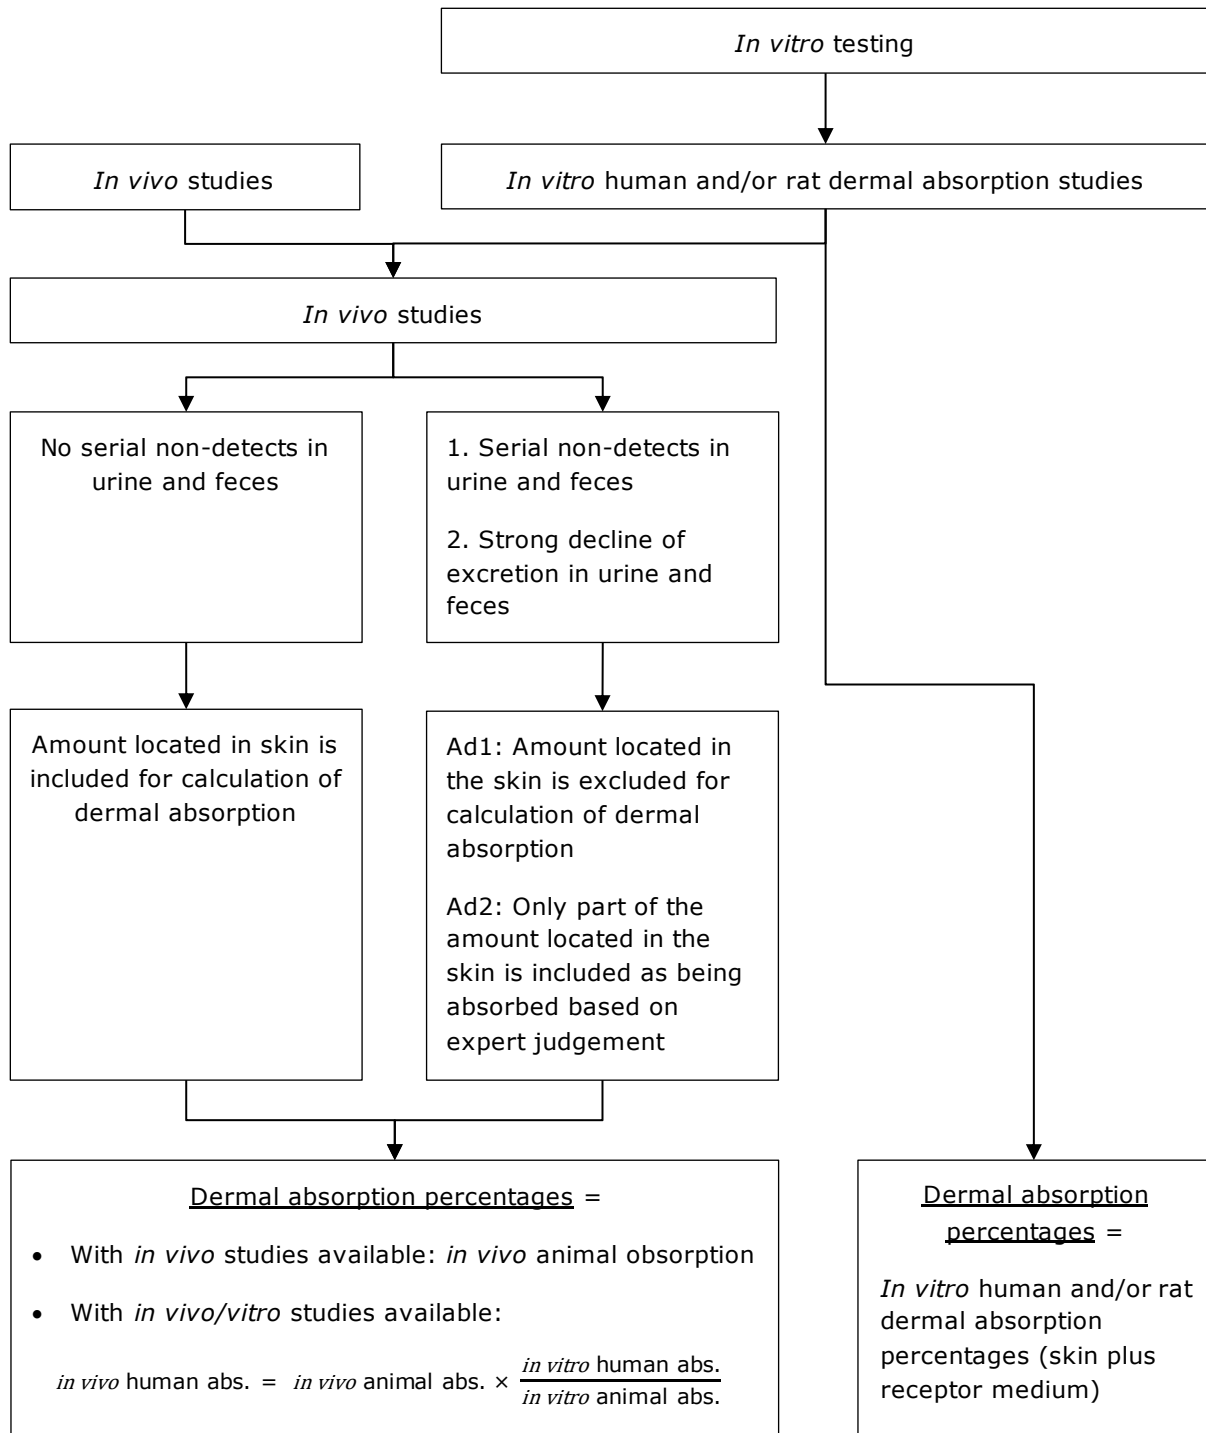 In vitro testing
In vivo studies
In vitro human and/or rat dermal absorption studies
In vivo studies
No serial non-detects in
urine and feces
1. Serial non-detects in
urine and feces
2. Strong decline of
excretion in urine and
feces
Amount located in skin is
included for calculation of
dermal absorption
Ad1: Amount located in
the skin is excluded for
calculation of dermal
absorption
Ad2: Only part of the
amount located in the
skin is included as being
absorbed based on
expert judgement
Dermal absorption percentages =
• With in vivo studies available: in vivo animal obsorption
• With in vivo/vitro studies available:
in vivo human abs. = in vivo animal abs. × in vitro human abs.
in vitro animal abs.
Dermal absorption
percentages =
In vitro human and/or rat
dermal absorption
percentages (skin plus
receptor medium)